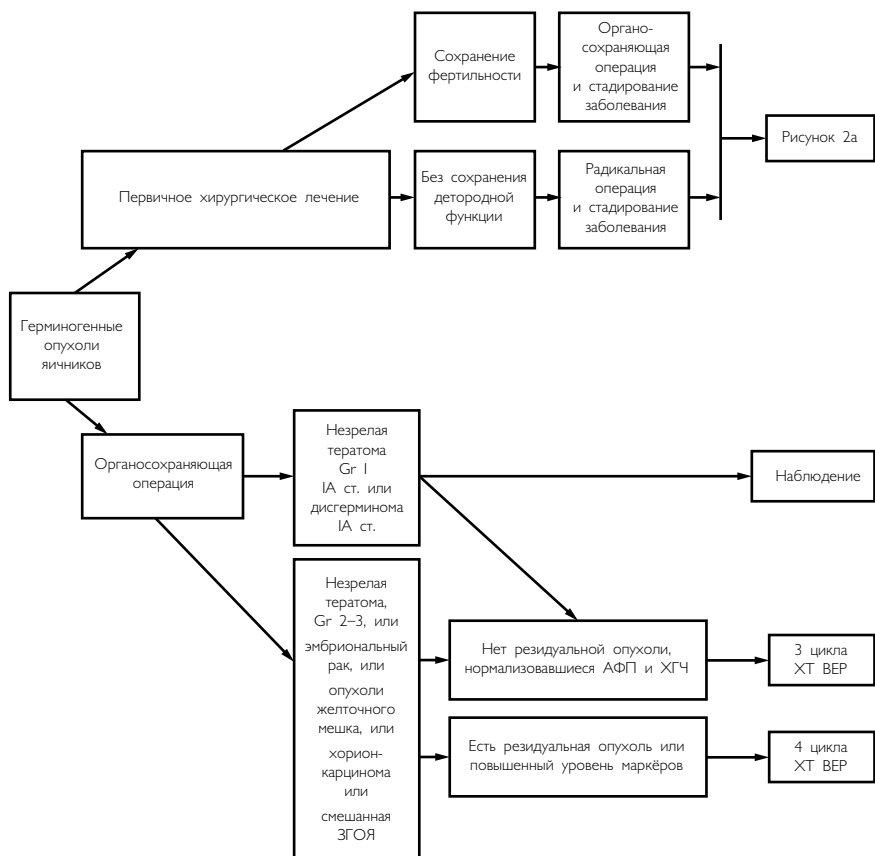 Сохранение
фертильности
Органо-
сохраняющая
операция
и стадирование
заболевания
Рисунок 2а
Первичное хирургическое лечение
Без сохранения
детородной
функции
Радикальная
операция
и стадирование
заболевания
Герминогенные
опухоли
яичников
Органосохраняющая
операция
Незрелая
тератома
Gr I
IA ст. или
дисгерминома
IA ст.
Наблюдение
Незрелая
тератома,
Gr 2–3, или
эмбриональный
рак, или
опухоли
желточного
мешка, или
хорион-
карцинома
или
смешанная
ЗГОЯ
Нет резидуальной опухоли,
нормализовавшиеся АФП и ХГЧ
3 цикла
ХТ ВЕР
Есть резидуальная опухоль или
повышенный уровень маркёров
4 цикла
ХТ ВЕР